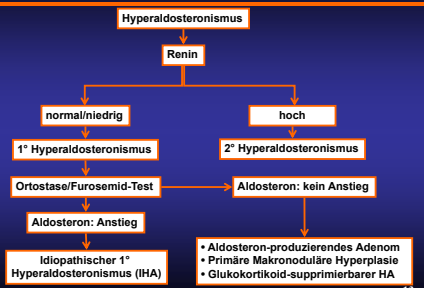 Hyperaldosteronismus
Renin
normal/niedrig
hoch
1° Hyperaldosteronismus
2° Hyperaldosteronismus
Ortostase/Furosemid-Test
Aldosteron: kein Anstieg
Aldosteron: Anstieg
Idiopathischer 1°
Hyperaldosteronismus (IHA)
• Aldosteron-produzierendes Adenom
• Primäre Makronoduläre Hyperplasie
• Glukokortikoid-supprimierbarer HA